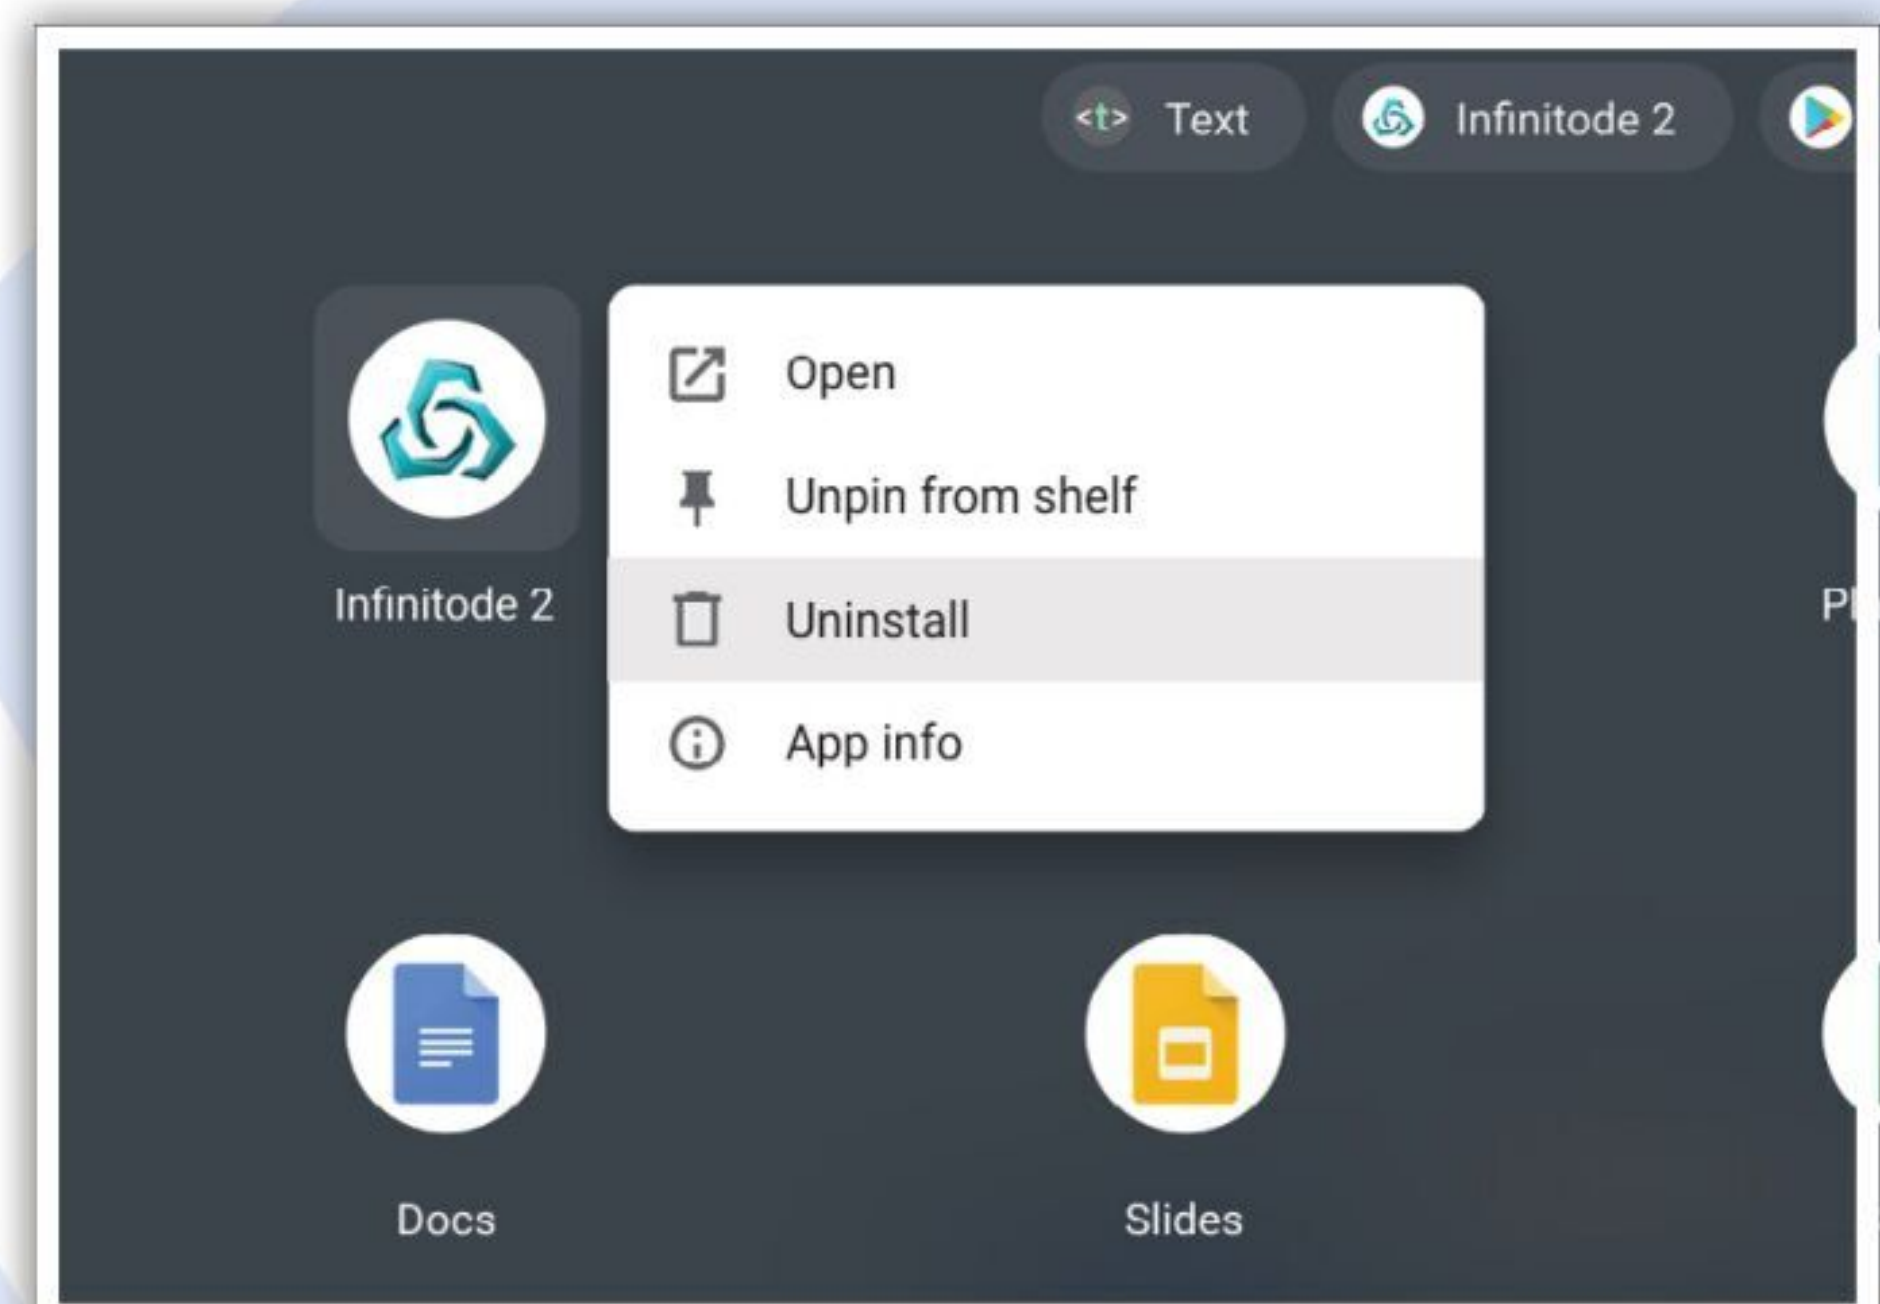 <t> Text
Infinitode 2
Open
Unpin from shelf
Infinitode 2
Uninstall
App info
Docs
Slides